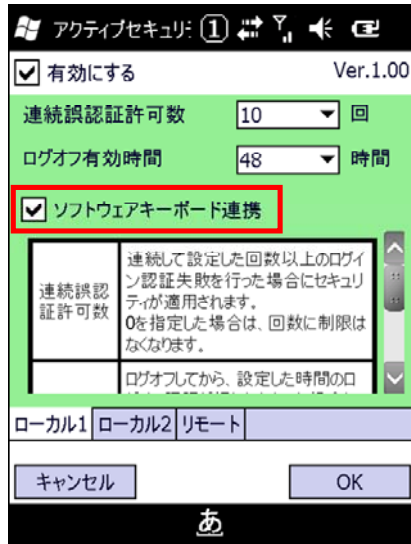 アクティブセキュリ: 1
有効にする Ver.1.00
連続誤認証許可数 10 回
ログオフ有効時間 48 時間
ソフトウェアキーボード連携
連続誤認
証許可数
連続して設定した回数以上のログイ
ン認証失敗を行った場合にセキュリ
ティが適用されま す。
0を指定した場合は、回数に制限は
なくなります。
ログオフしてから、設定した時間のロ
ローカル1 ローカル2 リモート
キャンセル OK
あ